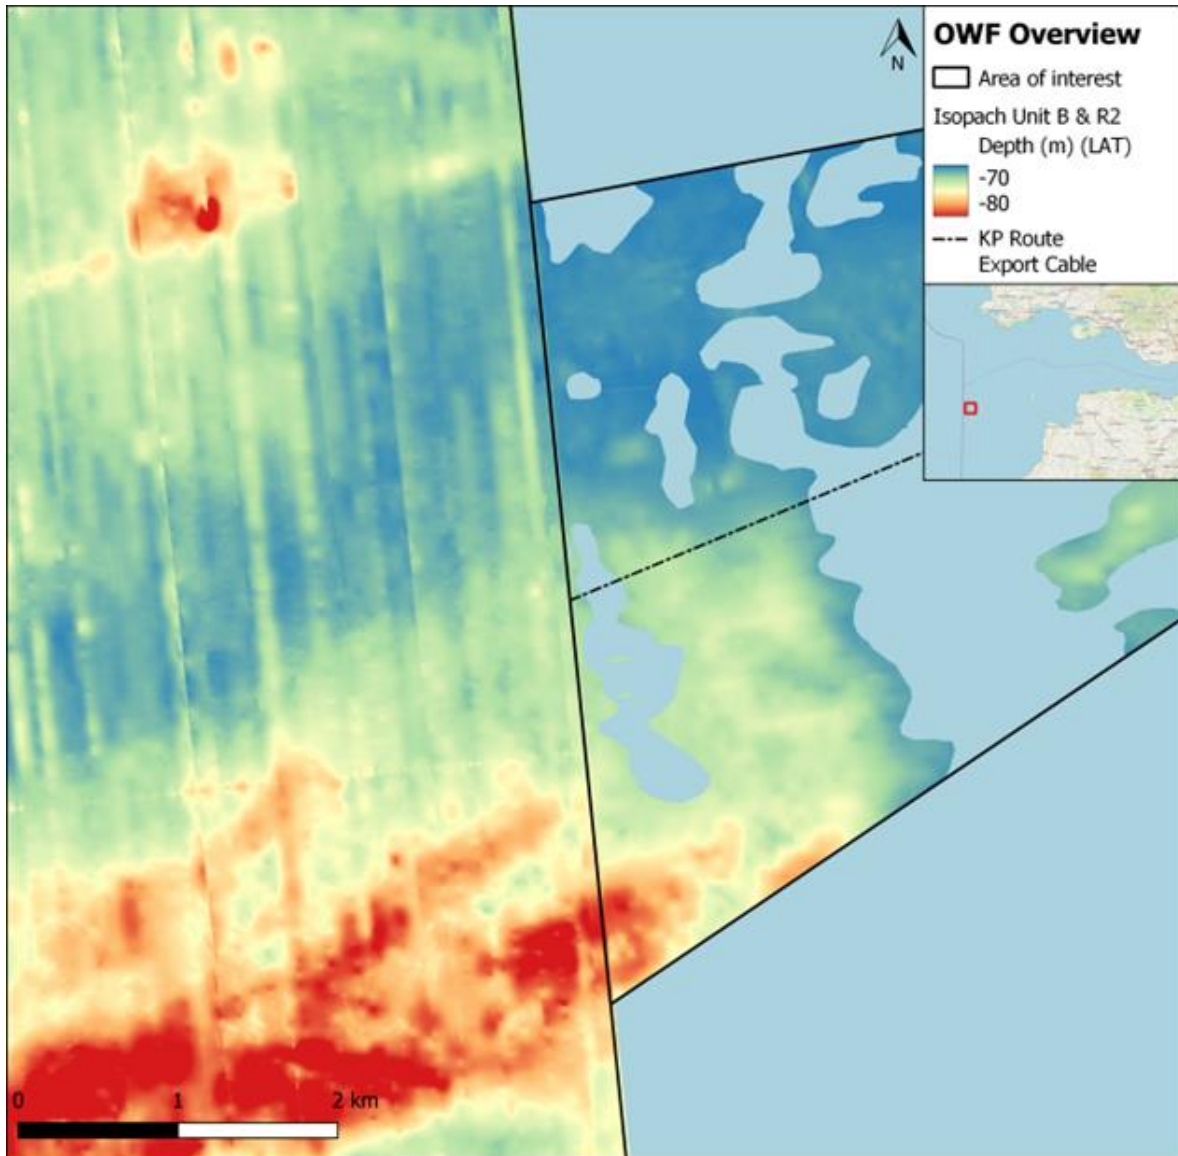 OWF Overview
Area of interest
Isopach Unit B & R2
Depth (m) (LAT)
-70
-80
KP Route
Export Cable
N
0 1 2 km